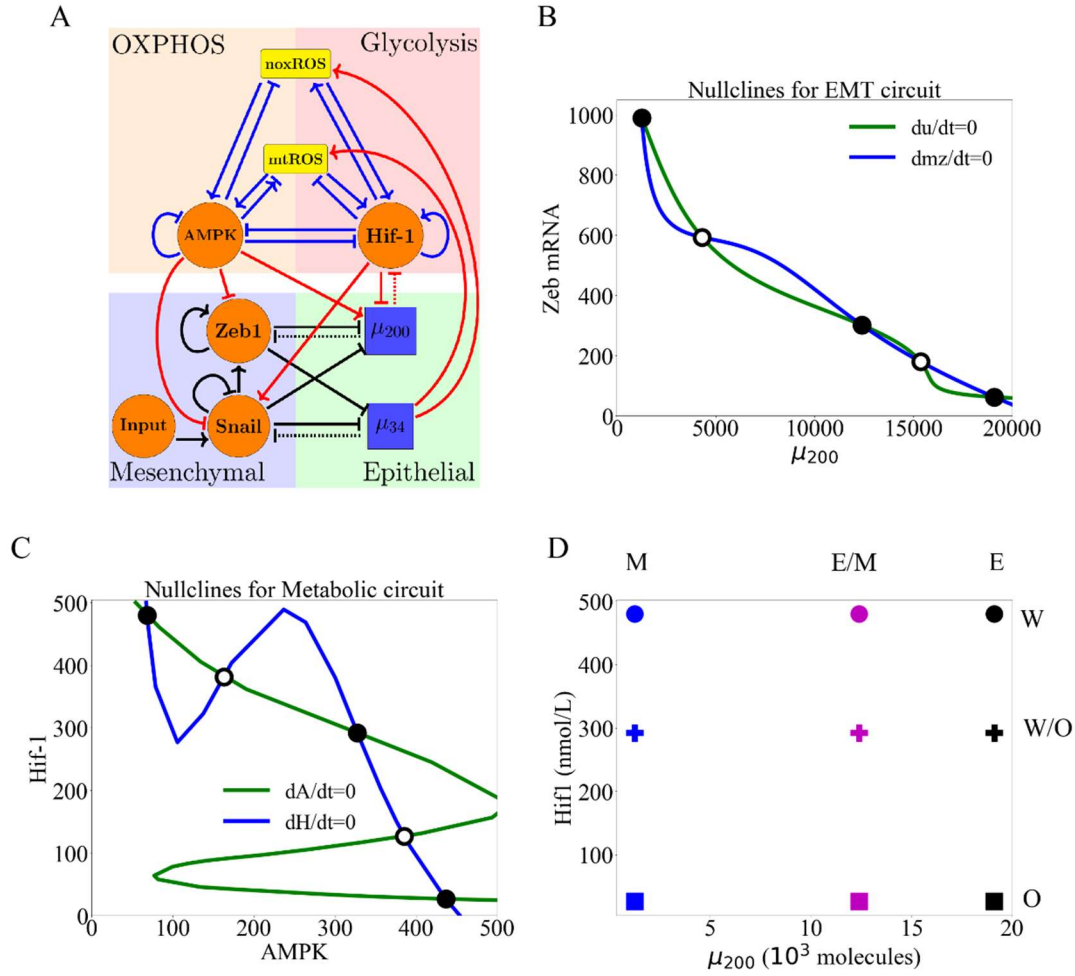 A
OXPHOS
Glycolysis
noxROS
mtROS
AMPK
Hif-1
Zeb1
μ200
Input
Snail
μ34
Mesenchymal
Epithelial
B
Nullclines for EMT circuit
1000
800
600
400
200
0
Zeb mRNA
du/dt=0
dmz/dt=0
0 5000 10000 15000 20000
μ200
C
Nullclines for Metabolic circuit
500
400
300
200
100
0
Hif-1
dA/dt=0
dH/dt=0
0 100 200 300 400 500
AMPK
D
M E/M E
500
400
300
200
100
Hif1 (nmol/L)
W
W/O
O
5 10 15 20
μ200 (10³ molecules)